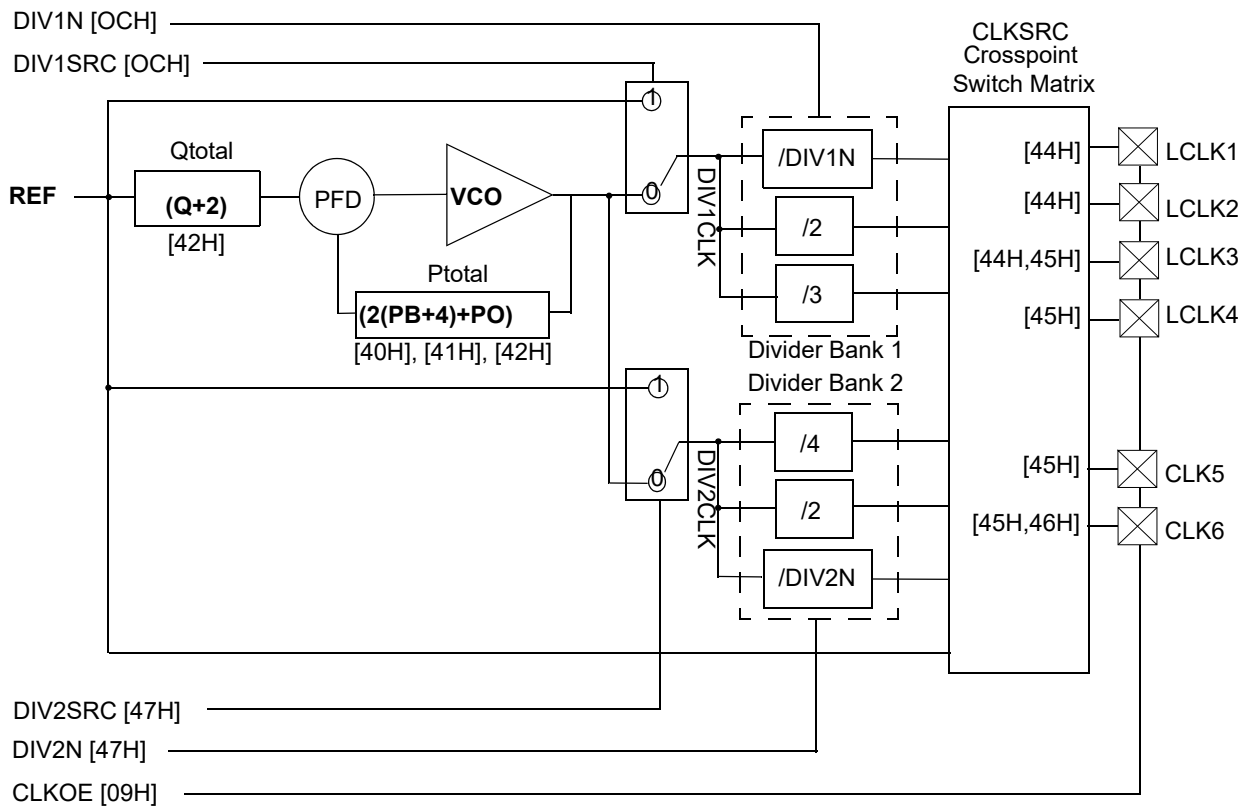 DIV1N [OCH]
DIV1SRC [OCH]
CLKSRC
Crosspoint
Switch Matrix
1
Qtotal
REF
(Q+2)
[42H]
PFD
VCO
0
DIV1CLK
/DIV1N
/2
/3
Ptotal
(2(PB+4)+PO)
[40H], [41H], [42H]
Divider Bank 1
Divider Bank 2
1
0
DIV2CLK
/4
/2
/DIV2N
[44H]
LCLK1
[44H]
LCLK2
[44H,45H]
LCLK3
[45H]
LCLK4
[45H]
CLK5
[45H,46H]
CLK6
DIV2SRC [47H]
DIV2N [47H]
CLKOE [09H]